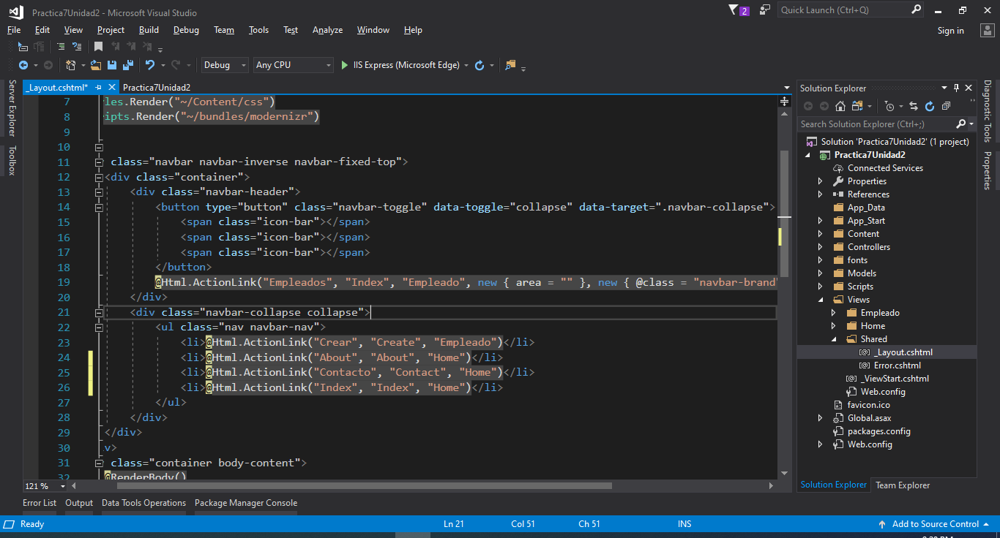 Practica7Unidad2 - Microsoft Visual Studio
2
Quick Launch (Ctrl+Q)
File Edit View Project Build Debug Team Tools Test Analyze Window Help
Sign in
Debug Any CPU IIS Express (Microsoft Edge)
Server Explorer
Toolbox
_Layout.cshtml* Practica7Unidad2
7 les.Render("~/Content/css")
8 ipts.Render("~/bundles/modernizr")
9
10
11 class="navbar navbar-inverse navbar-fixed-top">
12 <div class="container">
13 <div class="navbar-header">
14 <button type="button" class="navbar-toggle" data-toggle="collapse" data-target=".navbar-collapse">
15 <span class="icon-bar"></span>
16 <span class="icon-bar"></span>
17 <span class="icon-bar"></span>
18 </button>
19 @Html.ActionLink("Empleados", "Index", "Empleado", new { area = "" }, new { @class = "navbar-brand"
20 </div>
21 <div class="navbar-collapse collapse">
22 <ul class="nav navbar-nav">
23 <li>@Html.ActionLink("Crear", "Create", "Empleado")</li>
24 <li>@Html.ActionLink("About", "About", "Home")</li>
25 <li>@Html.ActionLink("Contacto", "Contact", "Home")</li>
26 <li>@Html.ActionLink("Index", "Index", "Home")</li>
27 </ul>
28 </div>
29 </div>
30 v>
31 class="container body-content">
32 @RenderBody()
121 %
Solution Explorer
Search Solution Explorer (Ctrl+;)
Solution 'Practica7Unidad2' (1 project)
Practica7Unidad2
Connected Services
Properties
References
App_Data
App_Start
Content
Controllers
fonts
Models
Scripts
Views
Empleado
Home
Shared
_Layout.cshtml
Error.cshtml
_ViewStart.cshtml
Web.config
favicon.ico
Global.asax
packages.config
Web.config
Solution Explorer Team Explorer
Diagnostic Tools
Properties
Error List Output Data Tools Operations Package Manager Console
Ready Ln 21 Col 51 Ch 51 INS Add to Source Control